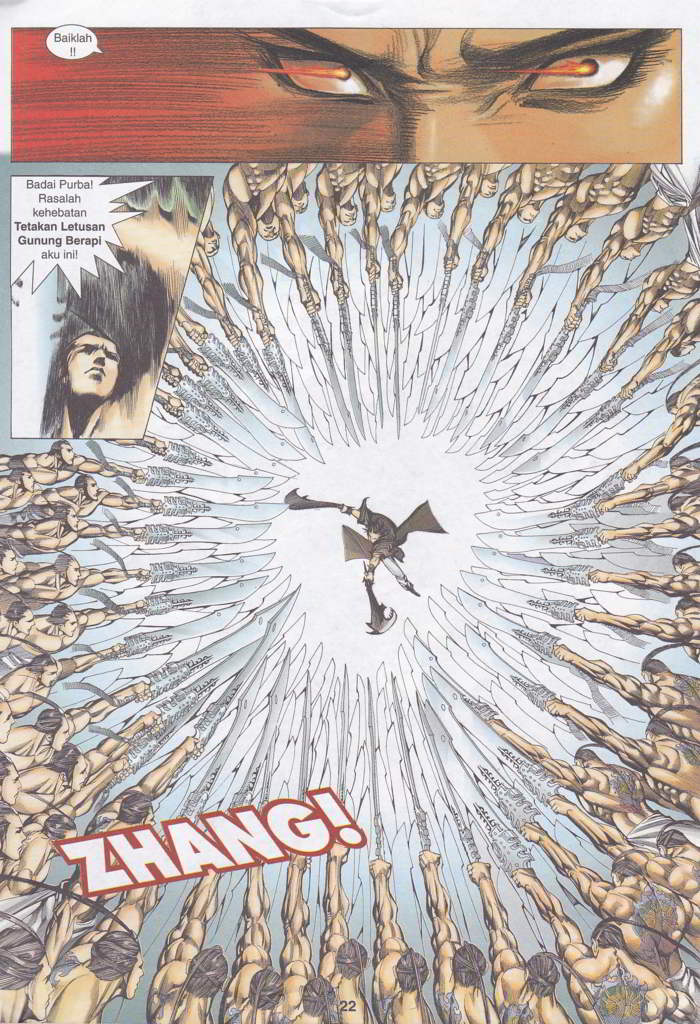 Baiklah
!!
Badai Purba!
Rasalah
kehebatan
Tetakan Letusan
Gunung Berapi
aku ini!
ZHANG!
22